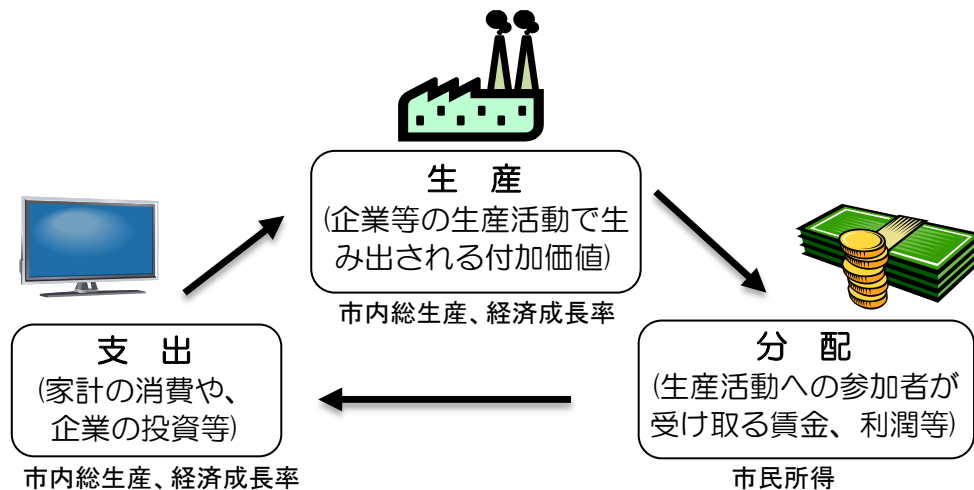 生　産
(企業等の生産活動で生
み出される付加価値)
市内総生産、経済成長率
支　出
(家計の消費や、
企業の投資等)
市内総生産、経済成長率
分　配
(生産活動への参加者が
受け取る賃金、利潤等)
市民所得